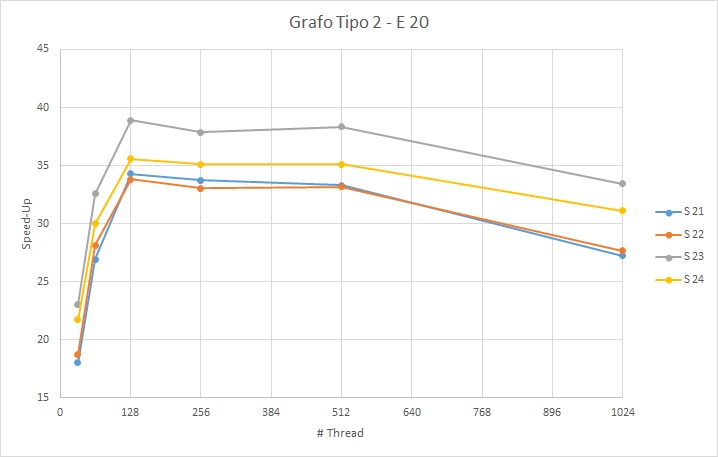 Grafo Tipo 2 - E 20
45
40
35
30
25
20
15
Speed-Up
0 128 256 384 512 640 768 896 1024
# Thread
S 21
S 22
S 23
S 24